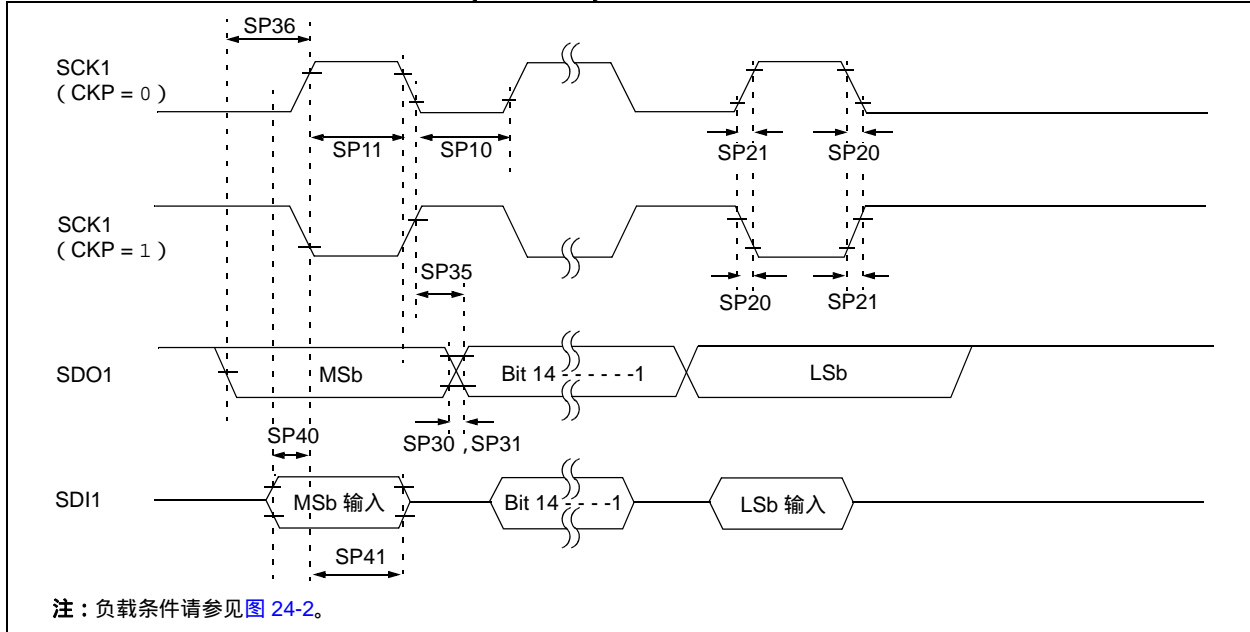 SP36
SCK1
( CKP = 0 )
SP11
SP10
SP21
SP20
SCK1
( CKP = 1 )
SP35
SP20
SP21
SDO1
MSb
Bit 14 - - - - - -1
LSb
SP40
SP30 , SP31
SDI1
MSb 输入
Bit 14 - - - -1
LSb 输入
SP41
注：负载条件请参见图 24-2。